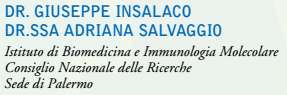 DR. GIUSEPPE INSALACO
DR.SSA ADRIANA SALVAGGIO
Istituto di Biomedicina e Immunologia Molecolare
Consiglio Nazionale delle Ricerche
Sede di Palermo